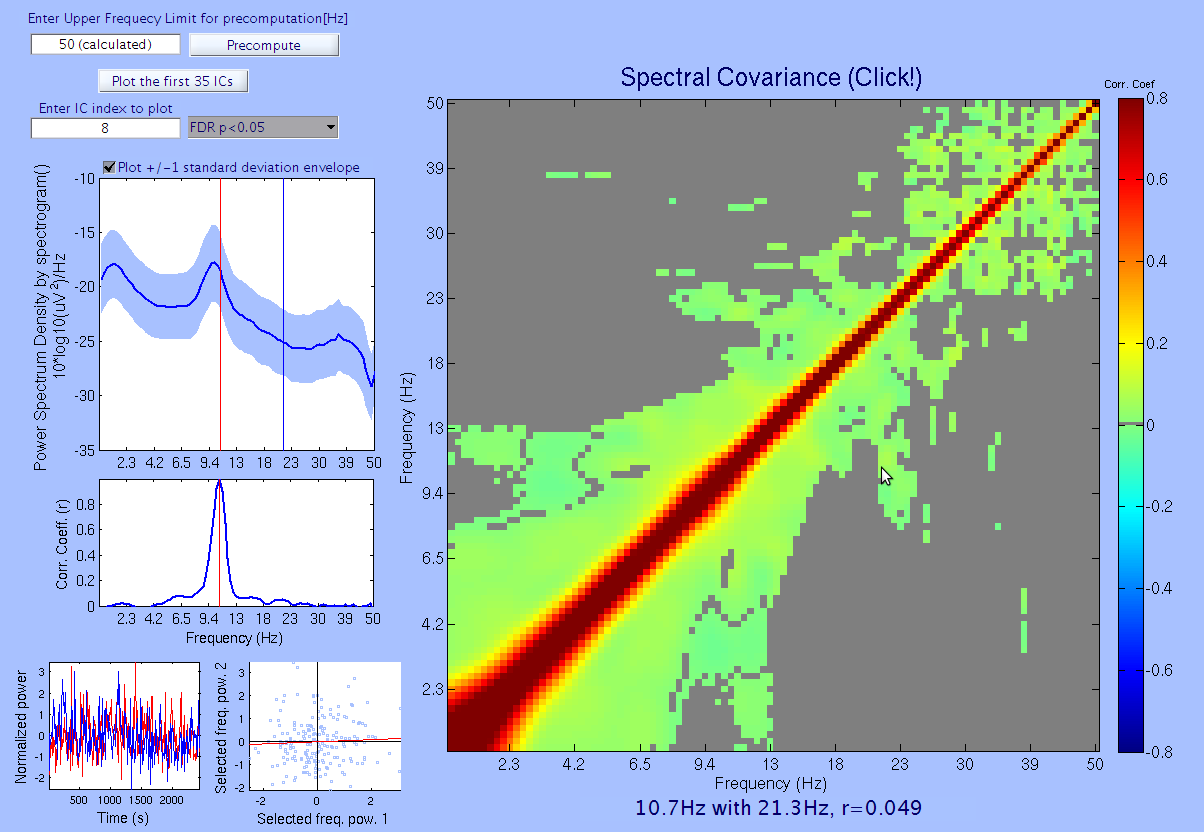 Enter Upper Frequecy Limit for precomputation[Hz]
50 (calculated)
Precompute
Plot the first 35 ICs
Enter IC index to plot
8
FDR p<0.05
Plot +/−1 standard deviation envelope
Power Spectrum Density by spectrogram()
10*log10(uV^2)/Hz
-10
-15
-20
-25
-30
-35
2.3 4.2 6.5 9.4 13 18 23 30 39 50
Corr. Coeff. (r)
0.8
0.6
0.4
0.2
0
2.3 4.2 6.5 9.4 13 18 23 30 39 50
Frequency (Hz)
Normalized power
3
2
1
0
-1
-2
500 1000 1500 2000
Time (s)
Selected freq. pow. 2
3
2
1
0
-1
-2
-2 0 2
Selected freq. pow. 1
Spectral Covariance (Click!)
Frequency (Hz)
50
39
30
23
18
13
9.4
6.5
4.2
2.3
2.3 4.2 6.5 9.4 13 18 23 30 39 50
Frequency (Hz)
10.7Hz with 21.3Hz, r=0.049
Corr. Coef
0.8
0.6
0.4
0.2
0
-0.2
-0.4
-0.6
-0.8